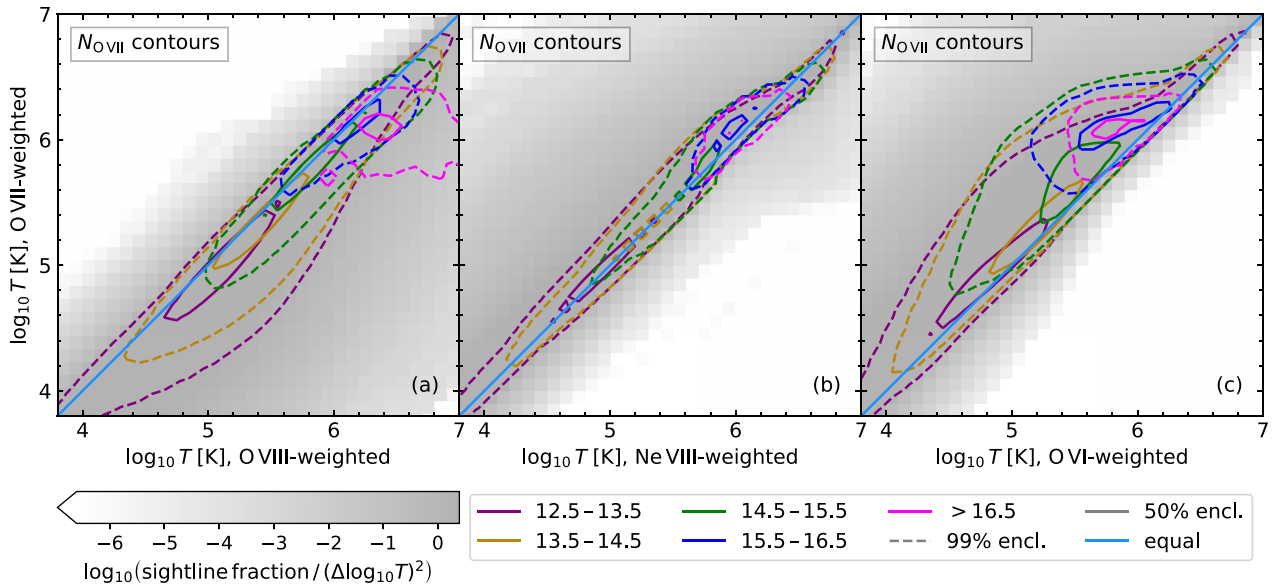 N_O VII contours
N_O VII contours
N_O VII contours
log₁₀ T [K], O VII-weighted
7
6
5
4
(a)
(b)
(c)
4 5 6 7
4 5 6 7
4 5 6 7
log₁₀ T [K], O VIII-weighted
log₁₀ T [K], Ne VIII-weighted
log₁₀ T [K], O VI-weighted
−6 −5 −4 −3 −2 −1 0
log₁₀(sightline fraction / (Δlog₁₀T)²)
12.5 – 13.5
13.5 – 14.5
14.5 – 15.5
15.5 – 16.5
> 16.5
99% encl.
50% encl.
equal